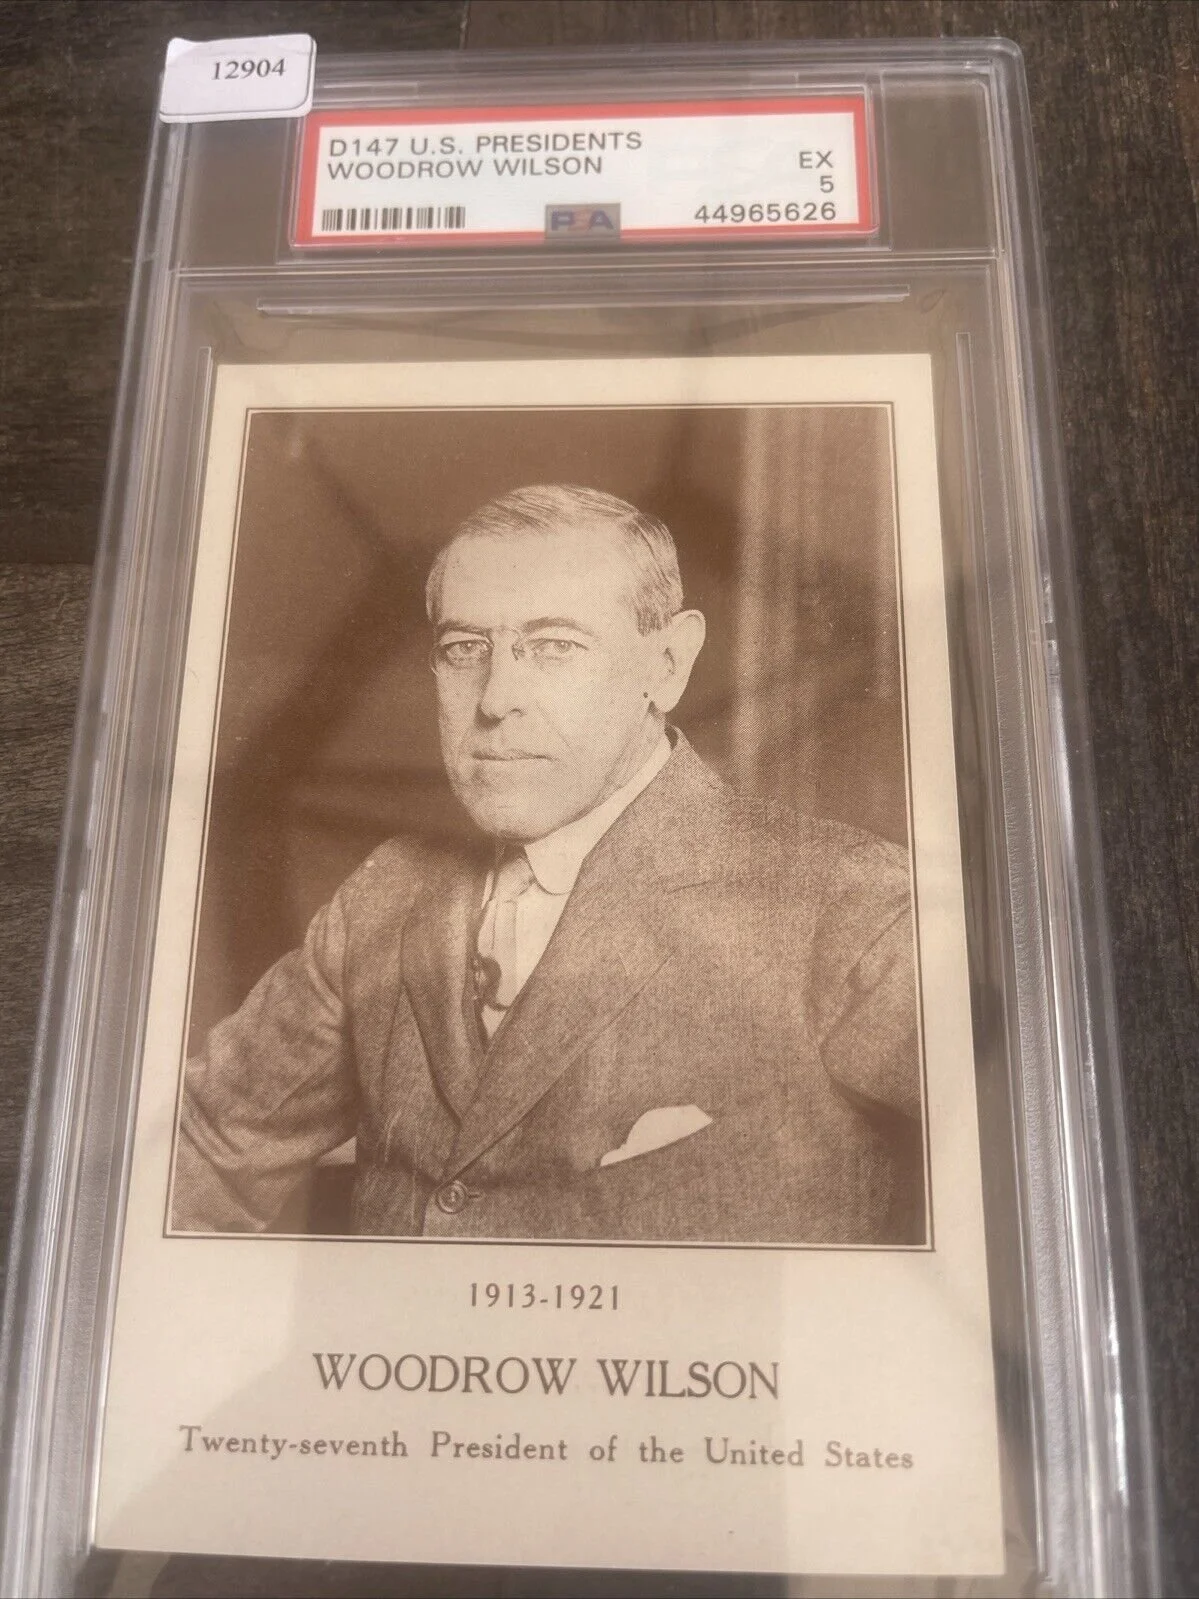 12904
D147 U.S. PRESIDENTS
WOODROW WILSON
EX
5
PSA
44965626
1913-1921
WOODROW WILSON
Twenty-seventh President of the United States